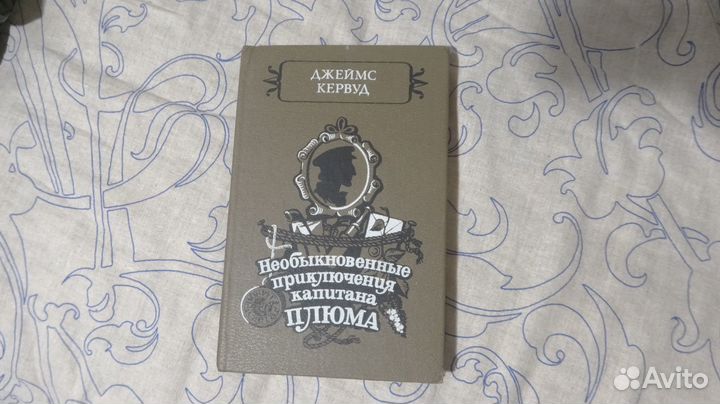 ДЖЕЙМС
КЕРВУД
Необыкновенные
приключения
капитана
ПЛЮМА
Avito